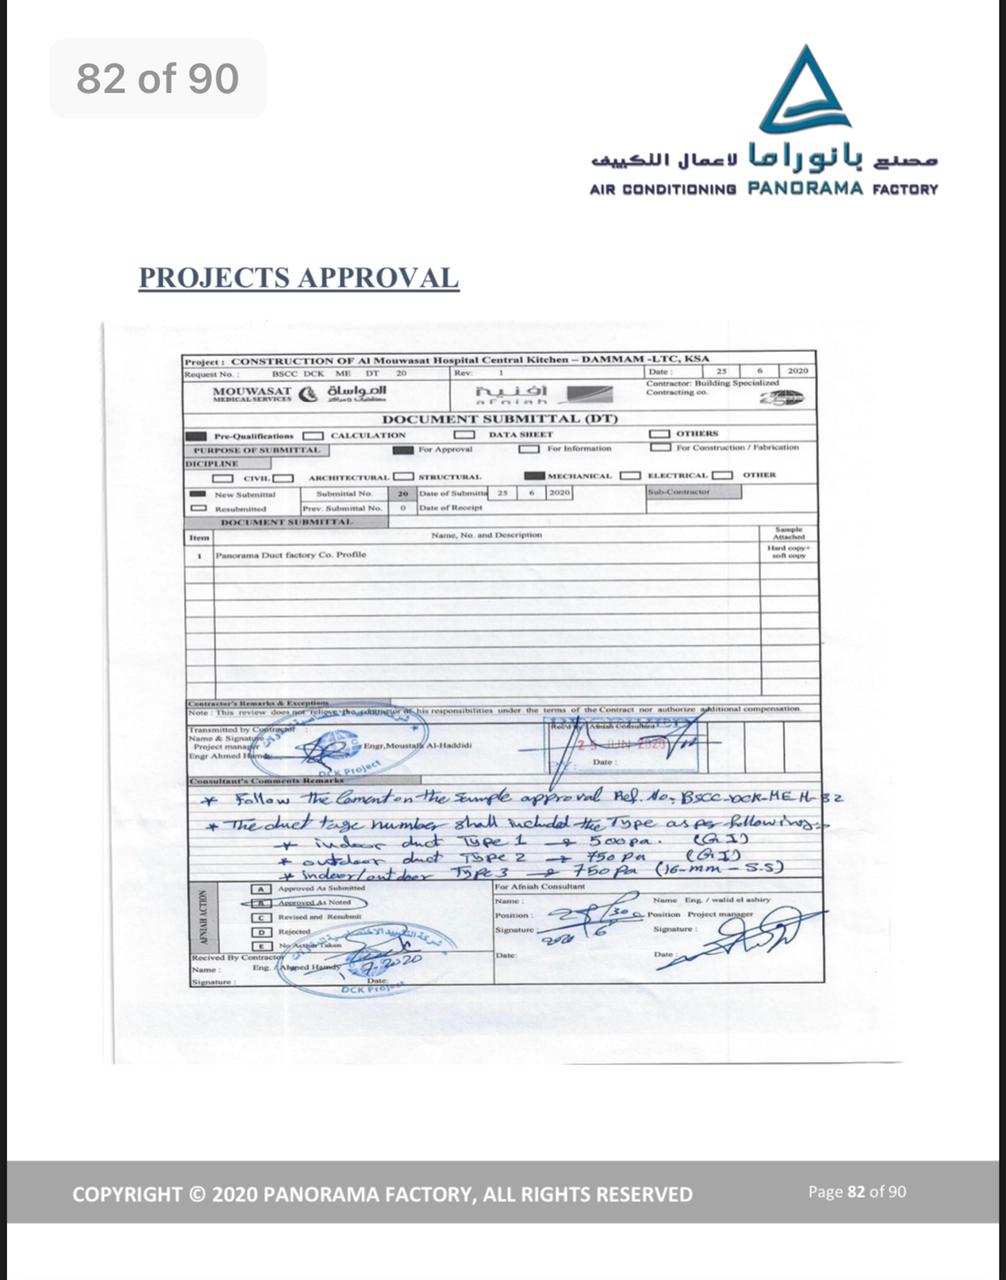 82 of 90
مصنع بانوراما لاعمال التكييف
AIR CONDITIONING PANORAMA FACTORY
PROJECTS APPROVAL
Project : CONSTRUCTION OF Al Mouwasat Hospital Central Kitchen – DAMMAM -LTC, KSA
Request No. : BSCC DCK ME DT 20 Rev: 1 Date : 25 6 2020
MOUWASAT المواساة
MEDICAL SERVICES
أفنية
afniah
Contractor: Building Specialized
Contracting co.
DOCUMENT SUBMITTAL (DT)
Pre-Qualifications CALCULATION DATA SHEET OTHERS
PURPOSE OF SUBMITTAL For Approval For Information For Construction / Fabrication
DICIPLINE
CIVIL ARCHITECTURAL STRUCTURAL MECHANICAL ELECTRICAL OTHER
New Submittal Submittal No. 20 Date of Submitta 25 6 2020 Sub-Contractor
Resubmitted Prev. Submittal No. 0 Date of Receipt
DOCUMENT SUBMITTAL
Item Name, No. and Description Sample Attached
1 Panorama Duct factory Co. Profile Hard copy+ soft copy
Contractor's Remarks & Exceptions
Note : This review does not relieve the contractor of his responsibilities under the terms of the Contract nor authorize additional compensation.
Transmitted by Contractor :
Name & Signature
Project manager Engr,Moustafa Al-Haddidi
Engr Ahmed Hamdy
DCK Project
Rec'd by Afniah Consultant
JUN 2020
Date :
Consultant's Comments Remarks
* Follow the Coment on the Sample approval Ref. No. BSCC-DCK-ME M-82
* The duct tage number shall included the Type as per following:
* indoor duct Type 1 → 500 pa. (G.I)
* outdoor duct Type 2 → 750 pa (G.I)
* indoor/outdoor Type 3 → 750 pa (16-mm - S.S)
AFNIAH ACTION
A Approved As Submitted
B Approved As Noted
C Revised and Resubmit
D Rejected
E No Action Taken
For Afniah Consultant
Name : Name Eng. / walid el ashiry
Position : Position Project manager
Signature : Signature :
Date: Date :
Recived By Contractor
Name : Eng. / Ahmed Hamdy
Signature : Date:
DCK Project
COPYRIGHT © 2020 PANORAMA FACTORY, ALL RIGHTS RESERVED
Page 82 of 90